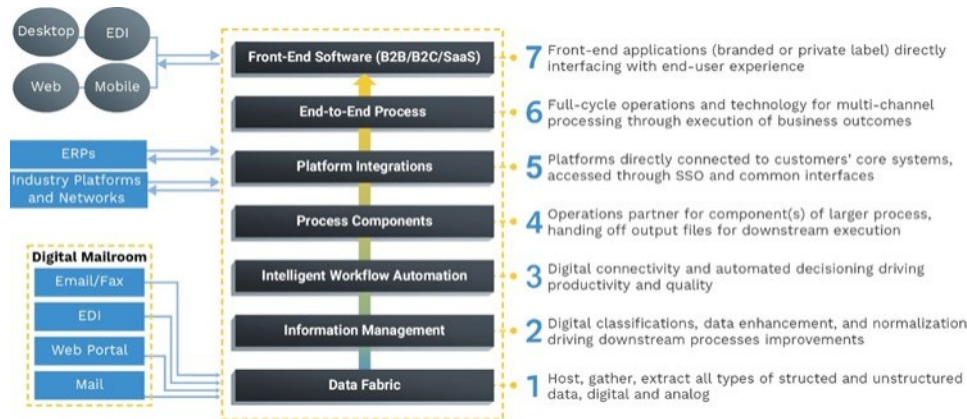 Desktop
EDI
Web
Mobile
ERPs
Industry Platforms
and Networks
Digital Mailroom
Email/Fax
EDI
Web Portal
Mail
Front-End Software (B2B/B2C/SaaS)
End-to-End Process
Platform Integrations
Process Components
Intelligent Workflow Automation
Information Management
Data Fabric
7 Front-end applications (branded or private label) directly
interfacing with end-user experience
6 Full-cycle operations and technology for multi-channel
processing through execution of business outcomes
5 Platforms directly connected to customers' core systems,
accessed through SSO and common interfaces
4 Operations partner for component(s) of larger process,
handing off output files for downstream execution
3 Digital connectivity and automated decisioning driving
productivity and quality
2 Digital classifications, data enhancement, and normalization
driving downstream processes improvements
1 Host, gather, extract all types of structed and unstructured
data, digital and analog